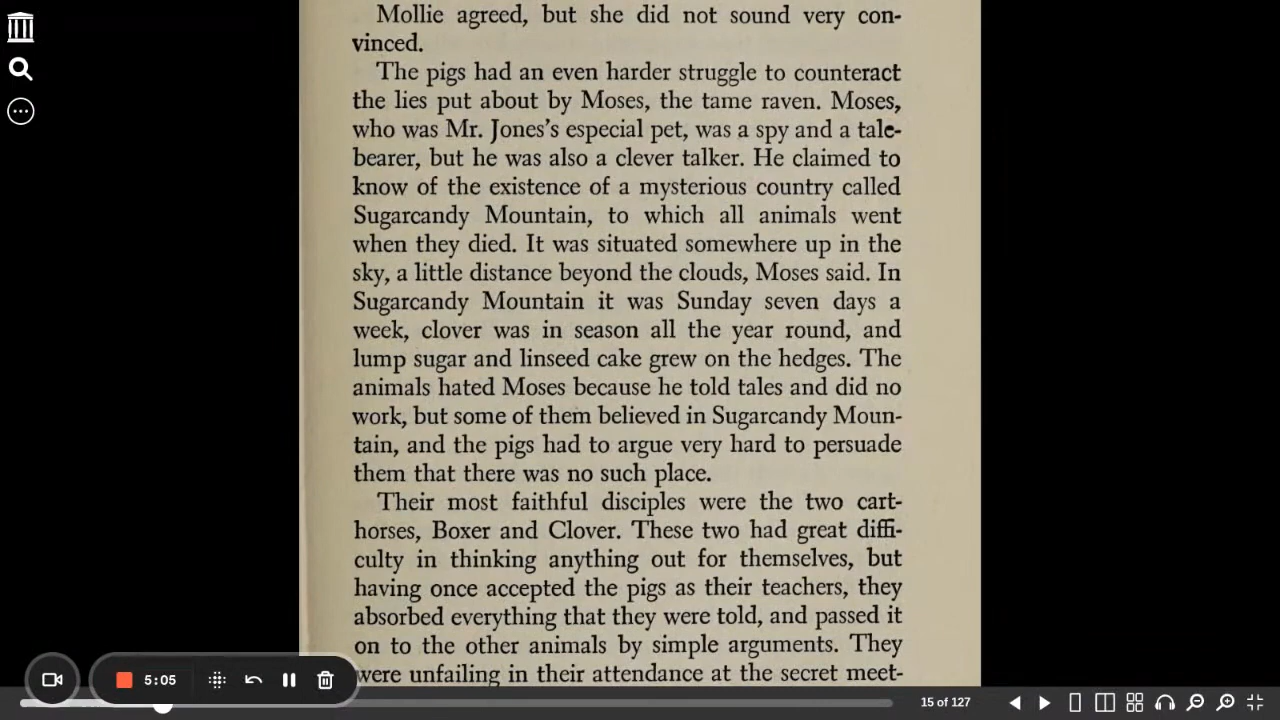 Mollie agreed, but she did not sound very con-
vinced.
The pigs had an even harder struggle to counteract
the lies put about by Moses, the tame raven. Moses,
who was Mr. Jones's especial pet, was a spy and a tale-
bearer, but he was also a clever talker. He claimed to
know of the existence of a mysterious country called
Sugarcandy Mountain, to which all animals went
when they died. It was situated somewhere up in the
sky, a little distance beyond the clouds, Moses said. In
Sugarcandy Mountain it was Sunday seven days a
week, clover was in season all the year round, and
lump sugar and linseed cake grew on the hedges. The
animals hated Moses because he told tales and did no
work, but some of them believed in Sugarcandy Moun-
tain, and the pigs had to argue very hard to persuade
them that there was no such place.
Their most faithful disciples were the two cart-
horses, Boxer and Clover. These two had great diffi-
culty in thinking anything out for themselves, but
having once accepted the pigs as their teachers, they
absorbed everything that they were told, and passed it
on to the other animals by simple arguments. They
were unfailing in their attendance at the secret meet-
5:05
15 of 127